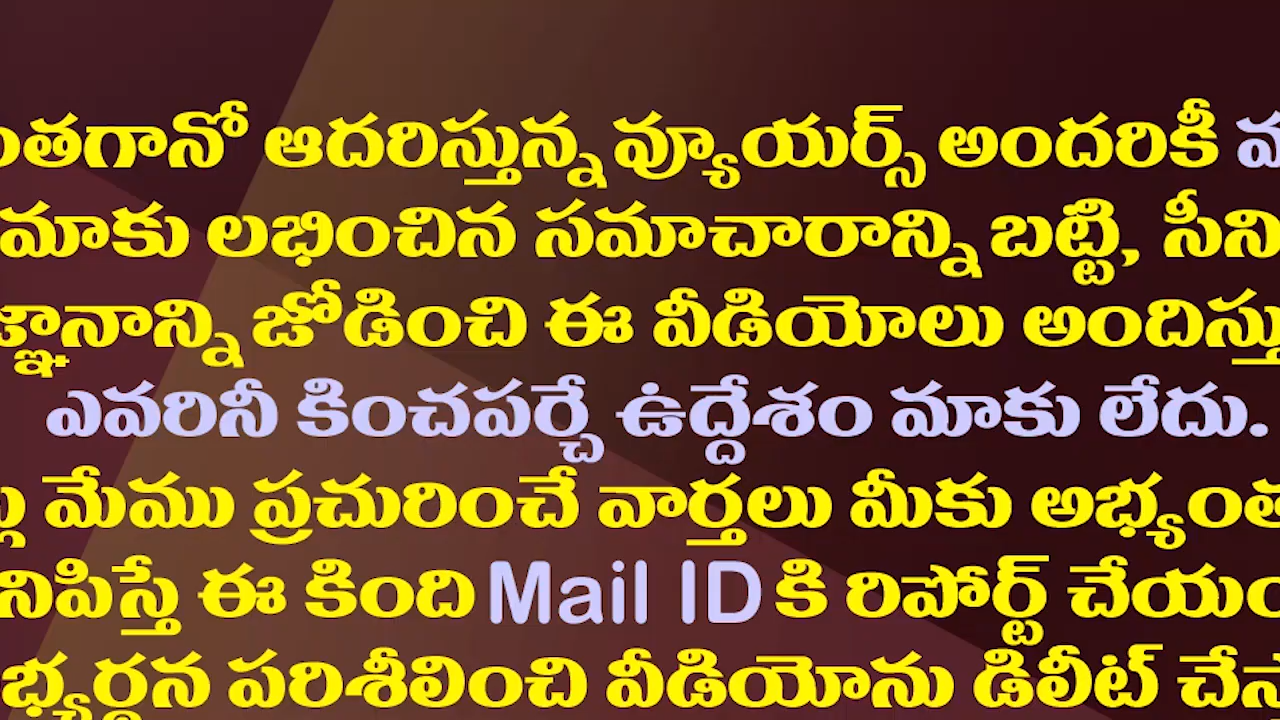 ఆదరిస్తున్న వ్యూయర్స్ అందరికీ
మాకు లభించిన సమాచారాన్ని బట్టి, సీని
జోడించి ఈ వీడియోలు
ఎవరినీ కించపర్చే ఉద్దేశం మాకు లేదు.
మేము ప్రచురించే వార్తలు మీకు
ఈ కింది Mail ID కి రిపోర్ట్
పరిశీలించి వీడియోను డిలీట్